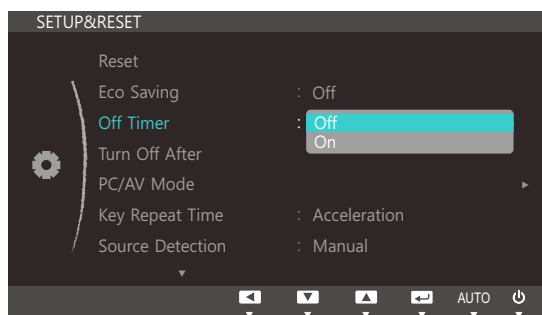 SETUP&RESET
Reset
Eco Saving : Off
Off Timer : Off
On
Turn Off After
PC/AV Mode
Key Repeat Time : Acceleration
Source Detection : Manual
AUTO